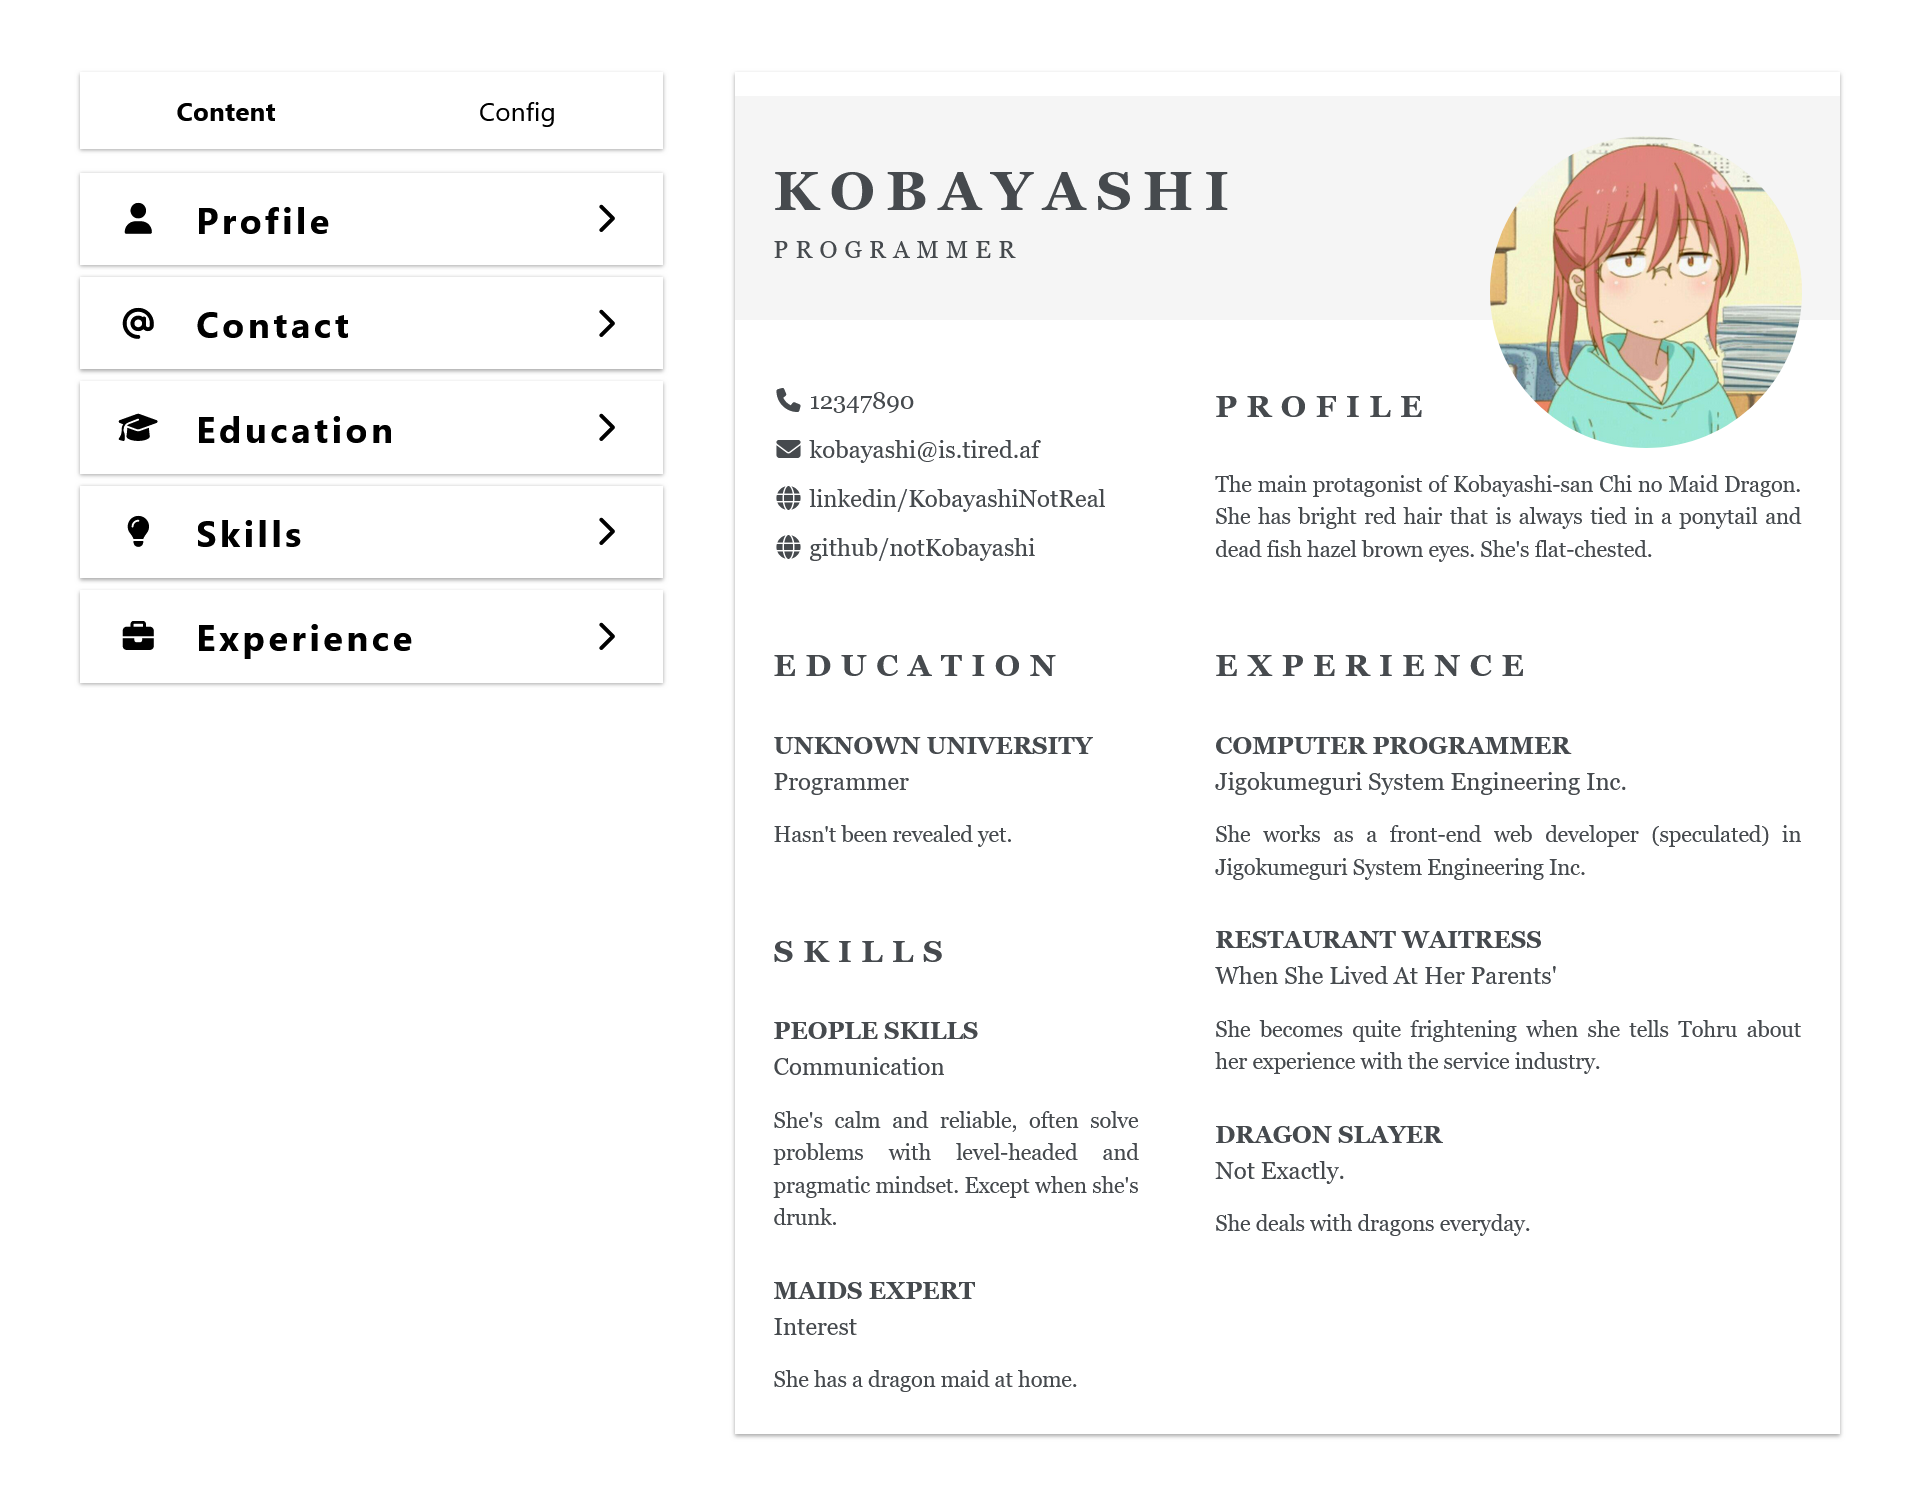 Content
Config
Profile
Contact
Education
Skills
Experience
KOBAYASHI
PROGRAMMER
12347890
kobayashi@is.tired.af
linkedin/KobayashiNotReal
github/notKobayashi
PROFILE
The main protagonist of Kobayashi-san Chi no Maid Dragon.
She has bright red hair that is always tied in a ponytail and
dead fish hazel brown eyes. She's flat-chested.
EDUCATION
UNKNOWN UNIVERSITY
Programmer
Hasn't been revealed yet.
SKILLS
PEOPLE SKILLS
Communication
She's calm and reliable, often solve
problems with level-headed and
pragmatic mindset. Except when she's
drunk.
MAIDS EXPERT
Interest
She has a dragon maid at home.
EXPERIENCE
COMPUTER PROGRAMMER
Jigokumeguri System Engineering Inc.
She works as a front-end web developer (speculated) in
Jigokumeguri System Engineering Inc.
RESTAURANT WAITRESS
When She Lived At Her Parents'
She becomes quite frightening when she tells Tohru about
her experience with the service industry.
DRAGON SLAYER
Not Exactly.
She deals with dragons everyday.